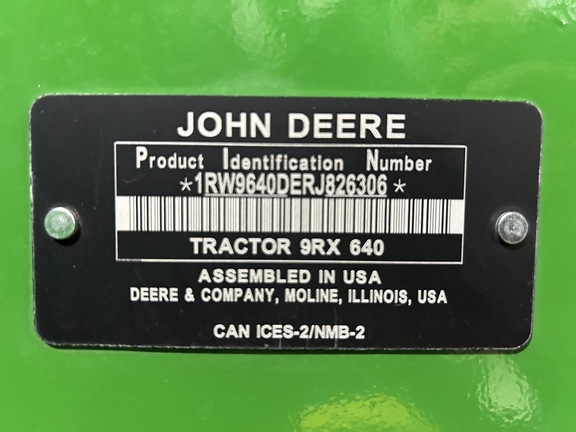 JOHN DEERE
Product Identification Number
*1RW9640DERJ826306*
TRACTOR 9RX 640
ASSEMBLED IN USA
DEERE & COMPANY, MOLINE, ILLINOIS, USA
CAN ICES-2/NMB-2